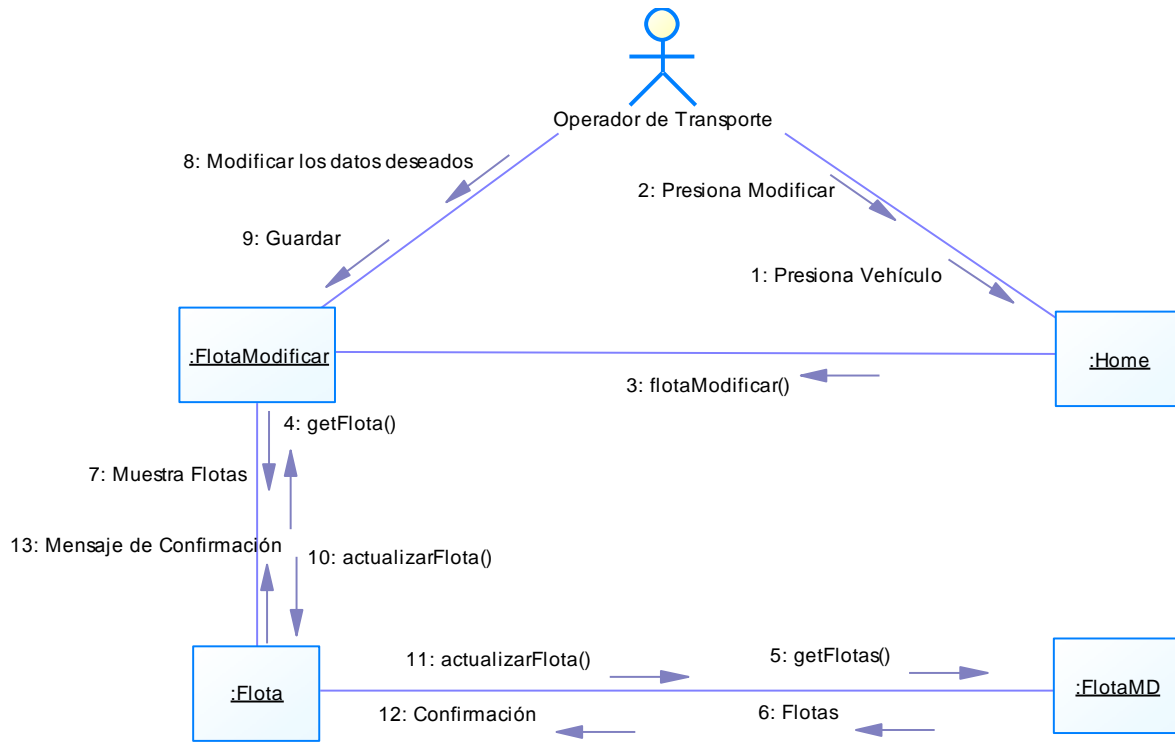 Operador de Transporte
8: Modificar los datos deseados
2: Presiona Modificar
9: Guardar
1: Presiona Vehículo
:FlotaModificar
:Home
3: flotaModificar()
4: getFlota()
7: Muestra Flotas
13: Mensaje de Confirmación
10: actualizarFlota()
11: actualizarFlota()
5: getFlotas()
:Flota
:FlotaMD
12: Confirmación
6: Flotas